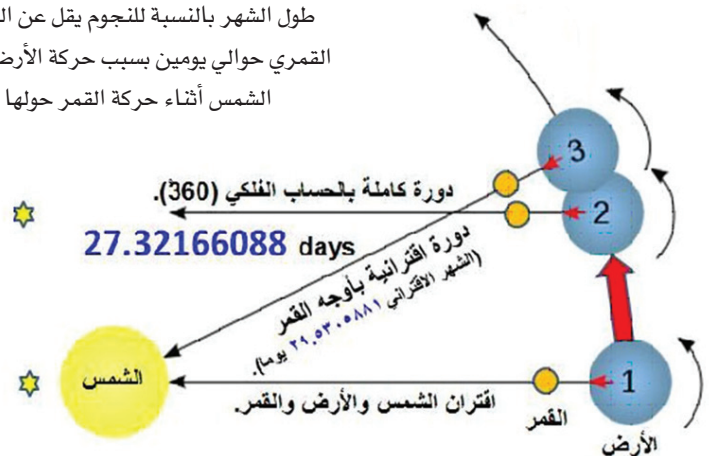 طول الشهر بالنسبة للنجوم يقل عن ال
القمري حوالي يومين بسبب حركة الأرض
الشمس أثناء حركة القمر حولها
3
دورة كاملة بالحساب الفلكي (360).
2
27.32166088 days
دورة اقترانية بأوجه القمر
(الشهر الاقتراني ٢٩,٥٣٠٥٨٨١ يوما).
الشمس
1
اقتران الشمس والأرض والقمر.
القمر
الأرض